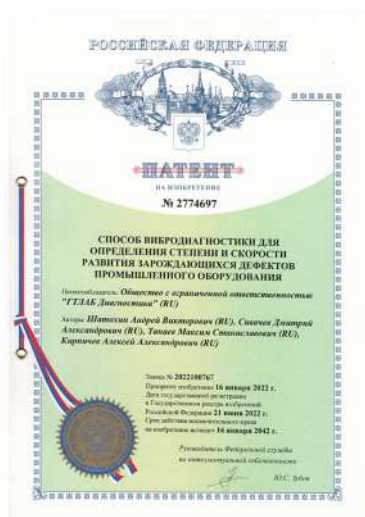 РОССИЙСКАЯ ФЕДЕРАЦИЯ
ПАТЕНТ
НА ИЗОБРЕТЕНИЕ
№ 2774697
СПОСОБ ВИБРОДИАГНОСТИКИ ДЛЯ
ОПРЕДЕЛЕНИЯ СТЕПЕНИ И СКОРОСТИ
РАЗВИТИЯ ЗАРОЖДАЮЩИХСЯ ДЕФЕКТОВ
ПРОМЫШЛЕННОГО ОБОРУДОВАНИЯ
Патентообладатель: Общество с ограниченной ответственностью
"ГТЛАБ Диагностика" (RU)
Авторы: Шатохин Андрей Викторович (RU), Сивачев Дмитрий
Александрович (RU), Танаев Максим Станиславович (RU),
Карпичев Алексей Александрович (RU)
Заявка № 2022100767
Приоритет изобретения 16 января 2022 г.
Дата государственной регистрации
в Государственном реестре изобретений
Российской Федерации 21 июня 2022 г.
Срок действия исключительного права
на изобретение истекает 16 января 2042 г.
Руководитель Федеральной службы
по интеллектуальной собственности
Ю.С. Зубов